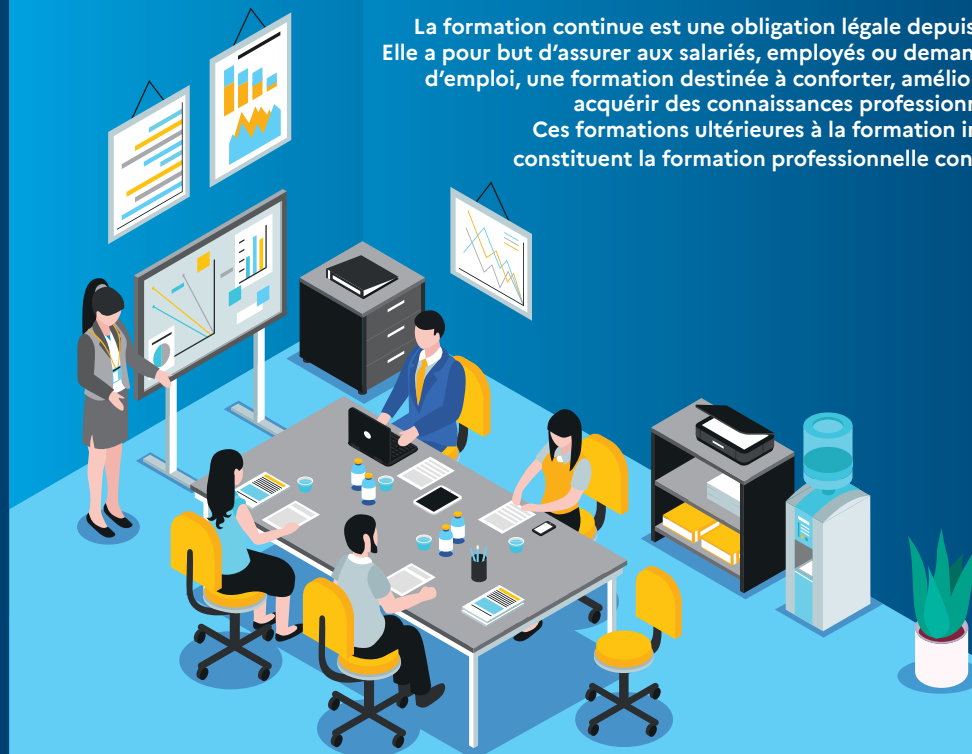 La formation continue est une obligation légale depuis
Elle a pour but d’assurer aux salariés, employés ou deman
d’emploi, une formation destinée à conforter, amélio
acquérir des connaissances profession
Ces formations ultérieures à la formation i
constituent la formation professionnelle con